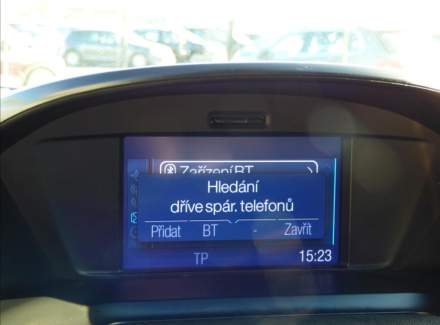 Zařízení BT
Hledání
dříve spár. telefonů
Přidat BT - Zavřít
TP 15:23